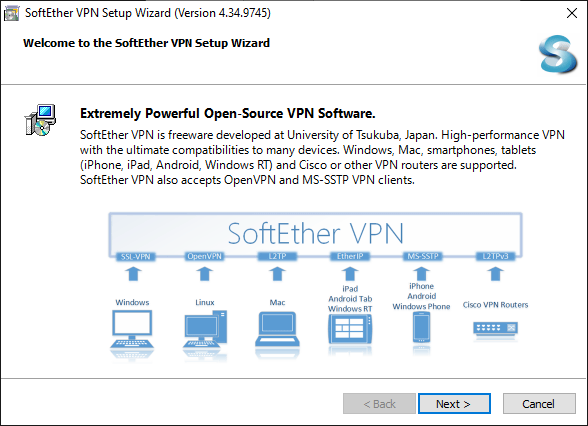 SoftEther VPN Setup Wizard (Version 4.34.9745)
Welcome to the SoftEther VPN Setup Wizard
Extremely Powerful Open-Source VPN Software.
SoftEther VPN is freeware developed at University of Tsukuba, Japan. High-performance VPN
with the ultimate compatibilities to many devices. Windows, Mac, smartphones, tablets
(iPhone, iPad, Android, Windows RT) and Cisco or other VPN routers are supported.
SoftEther VPN also accepts OpenVPN and MS-SSTP VPN clients.
SoftEther VPN
SSL-VPN OpenVPN L2TP EtherIP MS-SSTP L2TPv3
Windows
Linux
Mac
iPad
Android Tab
Windows RT
iPhone
Android
Windows Phone
Cisco VPN Routers
< Back Next > Cancel